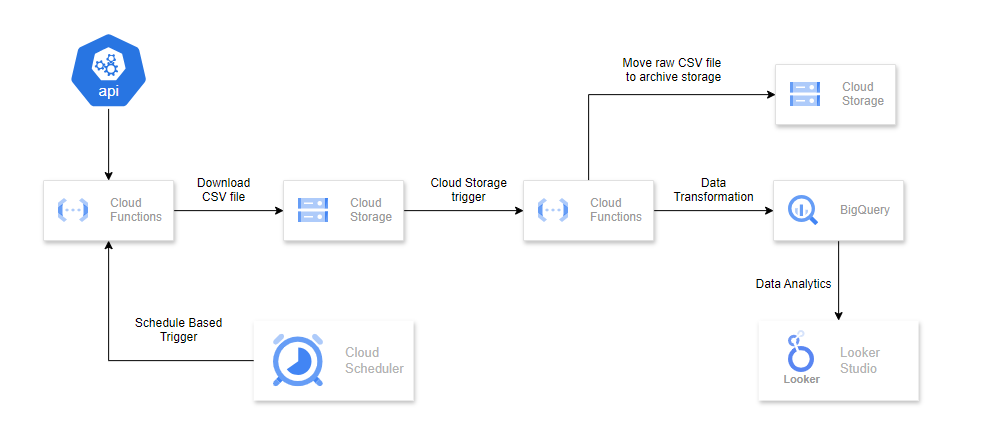 api
Move raw CSV file
to archive storage
Cloud
Storage
Cloud
Functions
Download
CSV file
Cloud
Storage
Cloud Storage
trigger
Cloud
Functions
Data
Transformation
BigQuery
Data Analytics
Schedule Based
Trigger
Cloud
Scheduler
Looker
Looker
Studio